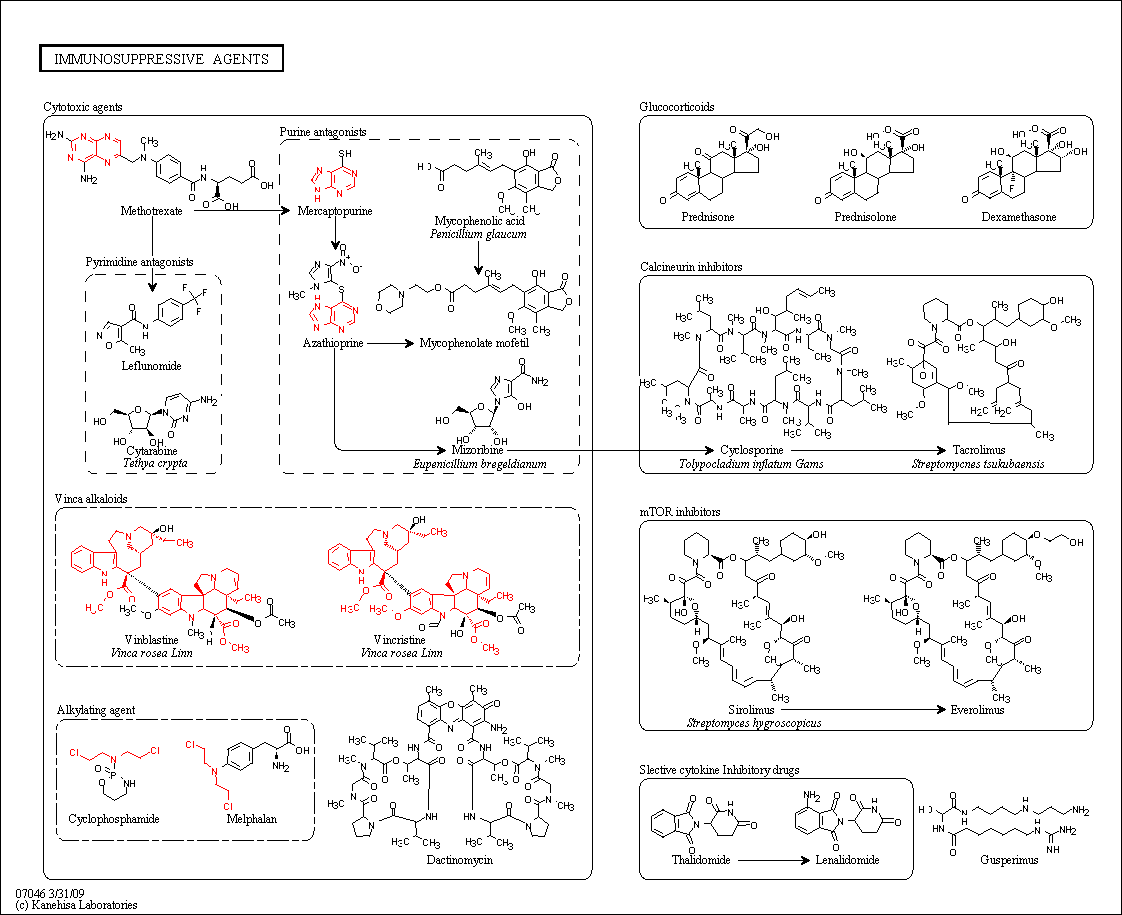 IMMUNOSUPPRESSIVE AGENTS
Cytotoxic agents
Methotrexate
Purine antagonists
Mercaptopurine
Mycophenolic acid
Penicillium glaucum
Azathioprine
Mycophenolate mofetil
Mizoribine
Eupenicillium bregeldianum
Pyrimidine antagonists
Leflunomide
Cytarabine
Tethya crypta
Vinca alkaloids
Vinblastine
Vinca rosea Linn
Vincristine
Vinca rosea Linn
Alkylating agent
Cyclophosphamide
Melphalan
Dactinomycin
Glucocorticoids
Prednisone
Prednisolone
Dexamethasone
Calcineurin inhibitors
Cyclosporine
Tolypocladium inflatum Gams
Tacrolimus
Streptomycnes tsukubaensis
mTOR inhibitors
Sirolimus
Streptomyces hygroscopicus
Everolimus
Slective cytokine Inhibitory drugs
Thalidomide
Lenalidomide
Gusperimus
07046 3/31/09
(c) Kanehisa Laboratories